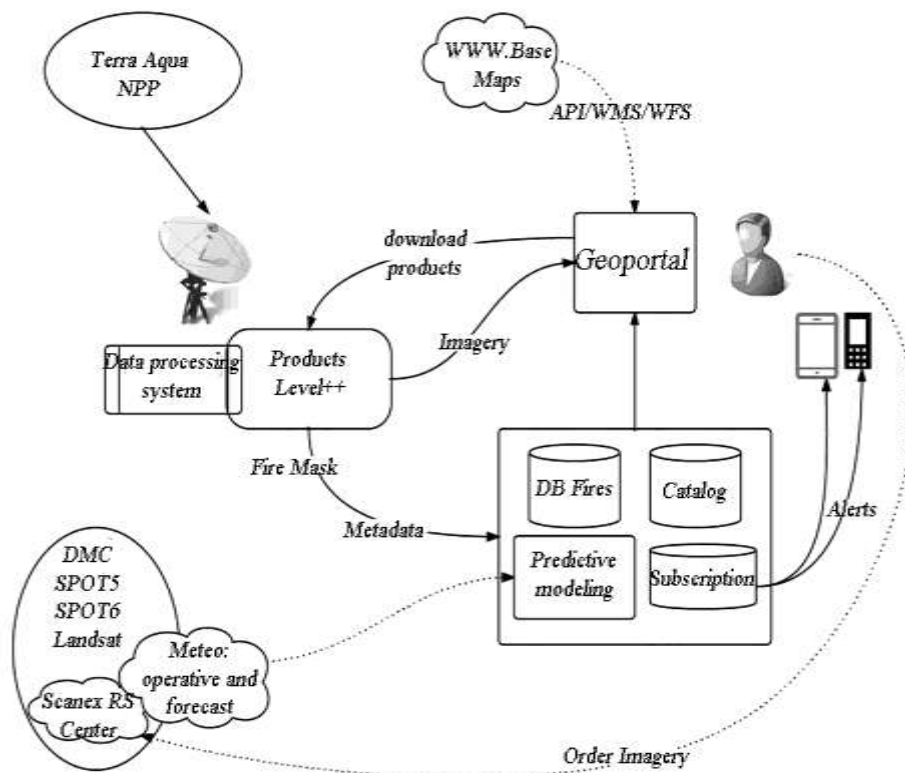 Terra Aqua
NPP
WWW.Base
Maps
API/WMS/WFS
download
products
Geoportal
Imagery
Data processing
system
Products
Level++
Fire Mask
Metadata
DB Fires
Catalog
Predictive
modeling
Subscription
Alerts
DMC
SPOT5
SPOT6
Landsat
Meteo:
operative and
forecast
Scanex RS
Center
Order Imagery